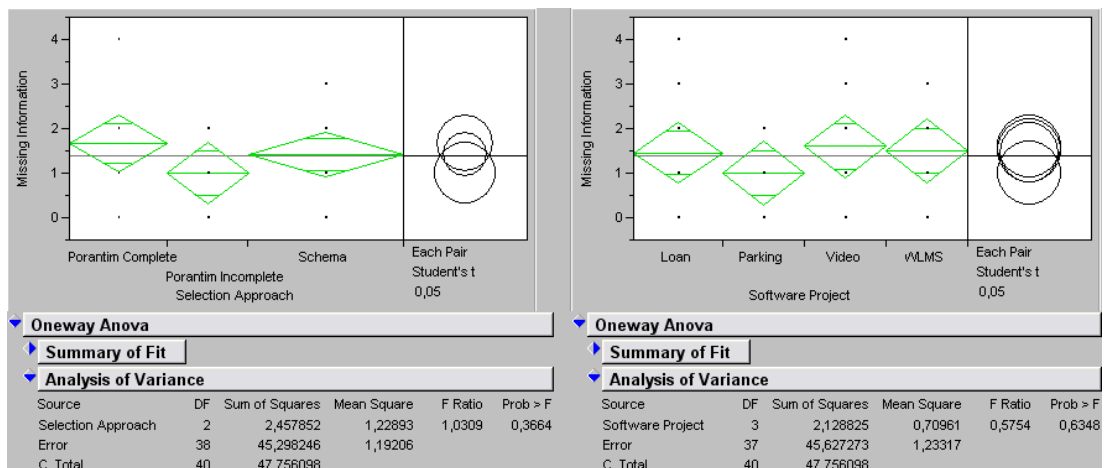 4
3
2
1
0
Missing Information
Porantim Complete
Porantim Incomplete
Schema
Selection Approach
Each Pair
Student's t
0,05
Oneway Anova
Summary of Fit
Analysis of Variance
Source DF Sum of Squares Mean Square F Ratio Prob > F
Selection Approach 2 2,457852 1,22893 1,0309 0,3664
Error 38 45,298246 1,19206
C. Total 40 47,756098
4
3
2
1
0
Missing Information
Loan Parking Video WLMS
Software Project
Each Pair
Student's t
0,05
Oneway Anova
Summary of Fit
Analysis of Variance
Source DF Sum of Squares Mean Square F Ratio Prob > F
Software Project 3 2,128825 0,70961 0,5754 0,6348
Error 37 45,627273 1,23317
C. Total 40 47,756098